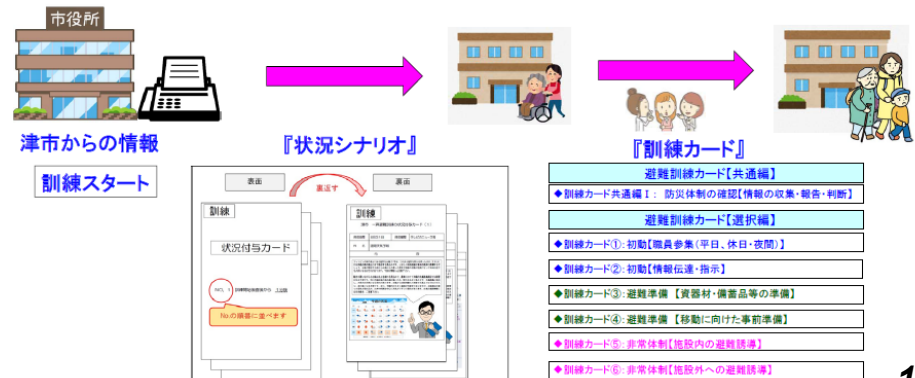 市役所
津市からの情報
訓練スタート
『状況シナリオ』
表面
裏返す
裏面
訓練
状況付与カード
No.の順番に並べます
訓練
『訓練カード』
避難訓練カード【共通編】
◆訓練カード共通編Ⅰ： 防災体制の確認【情報の収集・報告・判断】
避難訓練カード【選択編】
◆訓練カード①：初動【職員参集（平日、休日・夜間）】
◆訓練カード②：初動【情報伝達・指示】
◆訓練カード③：避難準備 【資器材・備蓄品等の準備】
◆訓練カード④：避難準備 【移動に向けた事前準備】
◆訓練カード⑤：非常体制【施設内の避難誘導】
◆訓練カード⑥：非常体制【施設外への避難誘導】
1